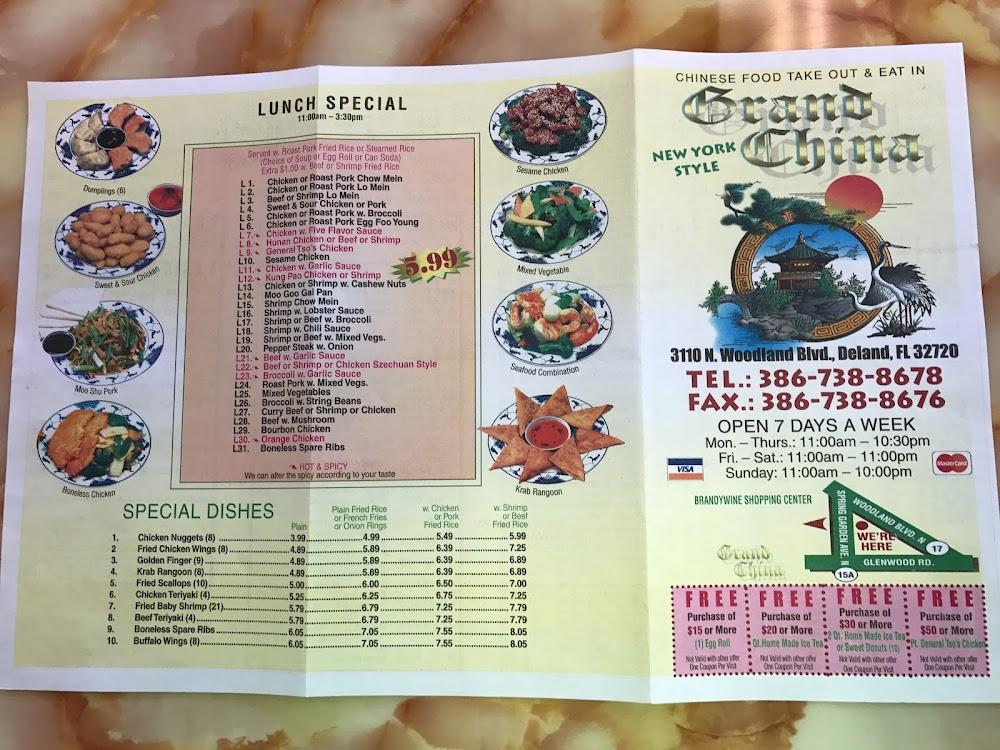 LUNCH SPECIAL
11:00am – 3:30pm
Served w. Roast Pork Fried Rice or Steamed Rice
(Choics of Soup or Egg Roll or Can Soda)
Extra $1.00 w. Beef or Shrimp Fried Rice
L 1. Chicken or Roast Pork Chow Mein
L 2. Chicken or Roast Pork Lo Mein
L 3. Beef or Shrimp Lo Mein
L 4. Sweet & Sour Chicken or Pork
L 5. Chicken or Roast Pork w. Broccoli
L 6. Chicken or Roast Pork Egg Foo Young
L 7. Chicken w. Five Flavor Sauce
L 8. Hunan Chicken or Beef or Shrimp
L 9. General Tso's Chicken
L10. Sesame Chicken
L11. Chicken w. Garlic Sauce
L12. Kung Pao Chicken or Shrimp
L13. Chicken or Shrimp w. Cashew Nuts
L14. Moo Goo Gai Pan
L15. Shrimp Chow Mein
L16. Shrimp w. Lobster Sauce
L17. Shrimp or Beef w. Broccoli
L18. Shrimp w. Chili Sauce
L19. Shrimp or Beef w. Mixed Vegs.
L20. Pepper Steak w. Onion
L21. Beef w. Garlic Sauce
L22. Beef or Shrimp or Chicken Szechuan Style
L23. Broccoli w. Garlic Sauce
L24. Roast Pork w. Mixed Vegs.
L25. Mixed Vegetables
L26. Broccoli w. String Beans
L27. Curry Beef or Shrimp or Chicken
L28. Beef w. Mushroom
L29. Bourbon Chicken
L30. Orange Chicken
L31. Boneless Spare Ribs
5.99
HOT & SPICY
We can alter the spicy according to your taste
Dumplings (8)
Sweet & Sour Chicken
Moo Shu Pork
Boneless Chicken
Sesame Chicken
Mixed Vegetable
Seafood Combination
Krab Rangoon
SPECIAL DISHES
Plain
Plain Fried Rice
or French Fries
or Onion Rings
w. Chicken
or Pork
Fried Rice
w. Shrimp
or Beef
Fried Rice
1. Chicken Nuggets (8) 3.99 4.99 5.49 5.99
2 Fried Chicken Wings (8) 4.89 5.89 6.39 7.25
3. Golden Finger (9) 4.89 5.89 6.39 6.89
4. Krab Rangoon (8) 4.89 5.89 6.39 6.89
5. Fried Scallops (10) 5.00 6.00 6.50 7.00
6. Chicken Teriyaki (4) 5.25 6.25 6.75 7.25
7. Fried Baby Shrimp (21) 5.79 6.79 7.25 7.79
8. Beef Teriyaki (4) 5.79 6.79 7.25 7.79
9. Boneless Spare Ribs 6.05 7.05 7.55 8.05
10. Buffalo Wings (8) 6.05 7.05 7.55 8.05
CHINESE FOOD TAKE OUT & EAT IN
Grand
China
NEW YORK
STYLE
3110 N. Woodland Blvd., Deland, FL 32720
TEL.: 386-738-8678
FAX.: 386-738-8676
OPEN 7 DAYS A WEEK
Mon. – Thurs.: 11:00am – 10:30pm
Fri. – Sat.: 11:00am – 11:00pm
Sunday: 11:00am – 10:00pm
VISA
MasterCard
BRANDYWINE SHOPPING CENTER
SPRING GARDEN AVE. N
WOODLAND BLVD. N
WE'RE
HERE
17
GLENWOOD RD.
15A
Grand
China
FREE
Purchase of
$15 or More
(1) Egg Roll
Not Valid with other offer
One Coupon Per Visit
FREE
Purchase of
$20 or More
Qt. Home Made Ice Tea
Not Valid with other offer
One Coupon Per Visit
FREE
Purchase of
$30 or More
2 Qt. Home Made Ice Tea
or Sweet Donuts (10)
Not Valid with other offer
One Coupon Per Visit
FREE
Purchase of
$50 or More
Pt. General Tso's Chicken
Not Valid with other offer
One Coupon Per Visit